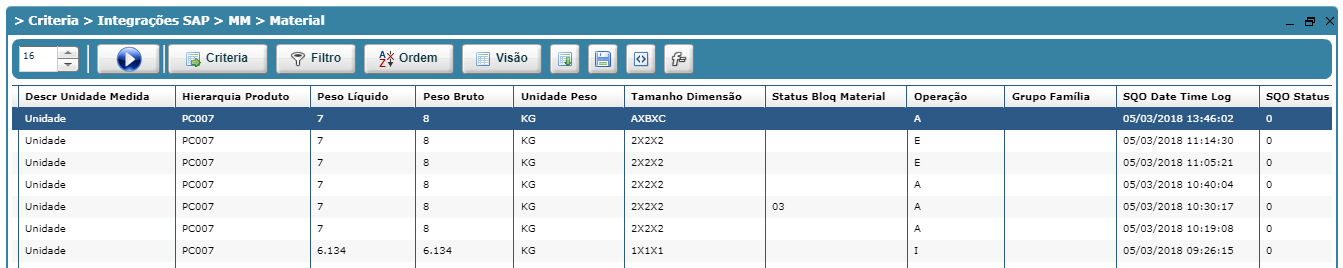 > Criteria > Integrações SAP > MM > Material
16 Criteria Filtro Ordem Visão
Descr Unidade Medida Hierarquia Produto Peso Líquido Peso Bruto Unidade Peso Tamanho Dimensão Status Bloq Material Operação Grupo Família SQO Date Time Log SQO Status
Unidade PC007 7 8 KG AXBXC A 05/03/2018 13:46:02 0
Unidade PC007 7 8 KG 2X2X2 E 05/03/2018 11:14:30 0
Unidade PC007 7 8 KG 2X2X2 E 05/03/2018 11:05:21 0
Unidade PC007 7 8 KG 2X2X2 A 05/03/2018 10:40:04 0
Unidade PC007 7 8 KG 2X2X2 03 A 05/03/2018 10:30:17 0
Unidade PC007 7 8 KG 2X2X2 A 05/03/2018 10:19:08 0
Unidade PC007 6.134 6.134 KG 1X1X1 I 05/03/2018 09:26:15 0